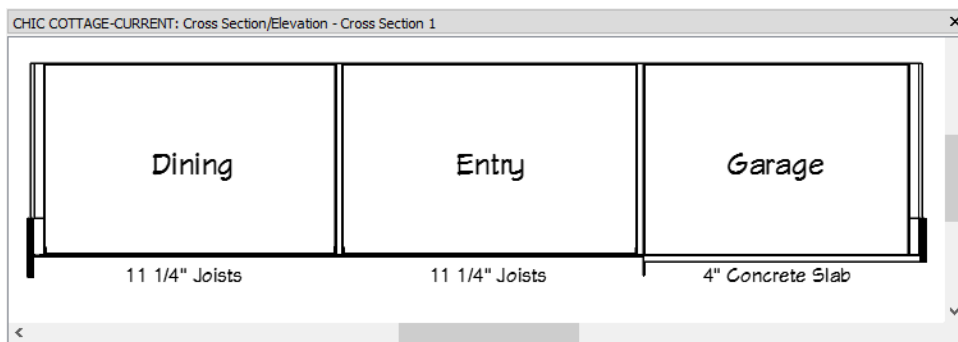 CHIC COTTAGE-CURRENT: Cross Section/Elevation - Cross Section 1
Dining
Entry
Garage
11 1/4" Joists
11 1/4" Joists
4" Concrete Slab